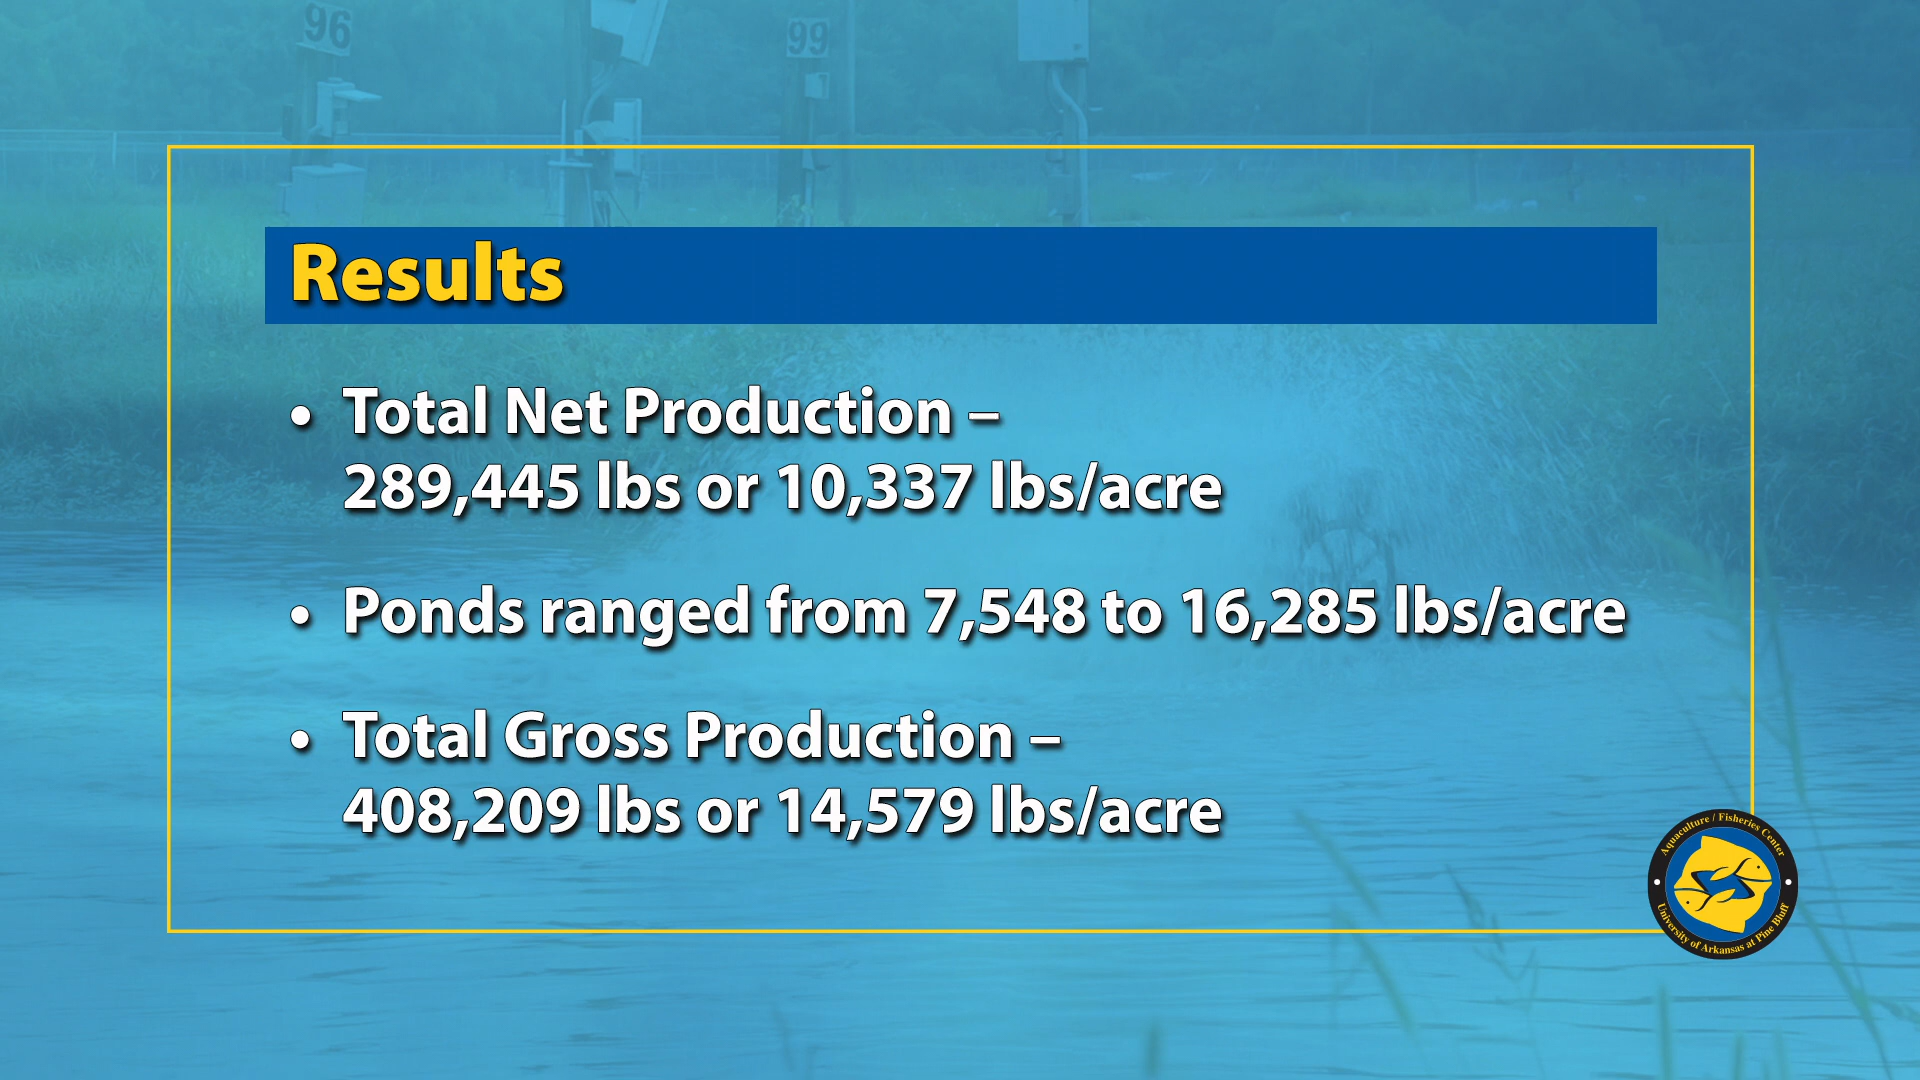 96
99
Results
• Total Net Production –
289,445 lbs or 10,337 lbs/acre
• Ponds ranged from 7,548 to 16,285 lbs/acre
• Total Gross Production –
408,209 lbs or 14,579 lbs/acre
Aquaculture / Fisheries Center
University of Arkansas at Pine Bluff